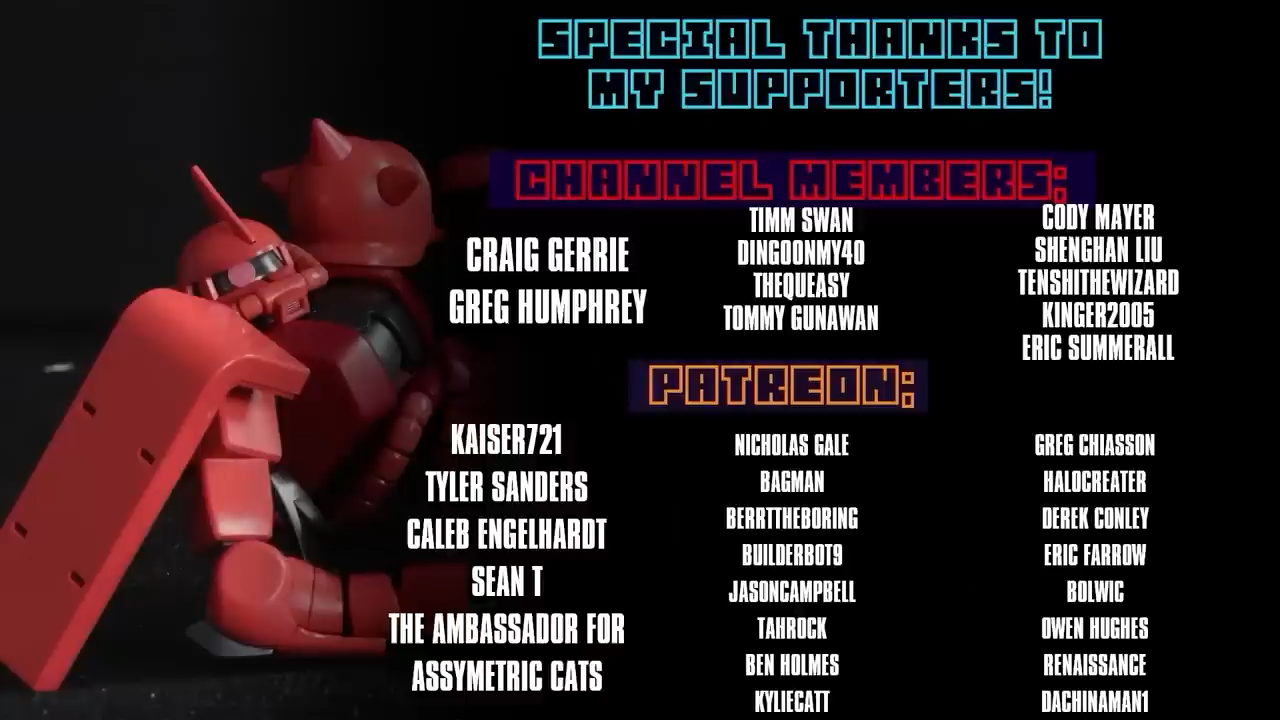 SPECIAL THANKS TO
MY SUPPORTERS!
CHANNEL MEMBERS:
CRAIG GERRIE
GREG HUMPHREY
TIMM SWAN
DINGOONMY40
THEQUEASY
TOMMY GUNAWAN
CODY MAYER
SHENGHAN LIU
TENSHITHEWIZARD
KINGER2005
ERIC SUMMERALL
PATREON:
KAISER721
TYLER SANDERS
CALEB ENGELHARDT
SEAN T
THE AMBASSADOR FOR
ASSYMETRIC CATS
NICHOLAS GALE
BAGMAN
BERRTTHEBORING
BUILDERBOT9
JASONCAMPBELL
TAHROCK
BEN HOLMES
KYLIECATT
GREG CHIASSON
HALOCREATER
DEREK CONLEY
ERIC FARROW
BOLWIC
OWEN HUGHES
RENAISSANCE
DACHINAMAN1